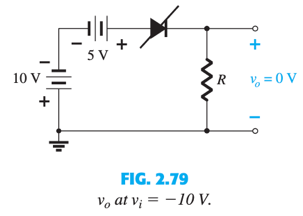 − +
5 V
−
10 V
+
+
R
v_o = 0 V
−
FIG. 2.79
v_o at v_i = −10 V.